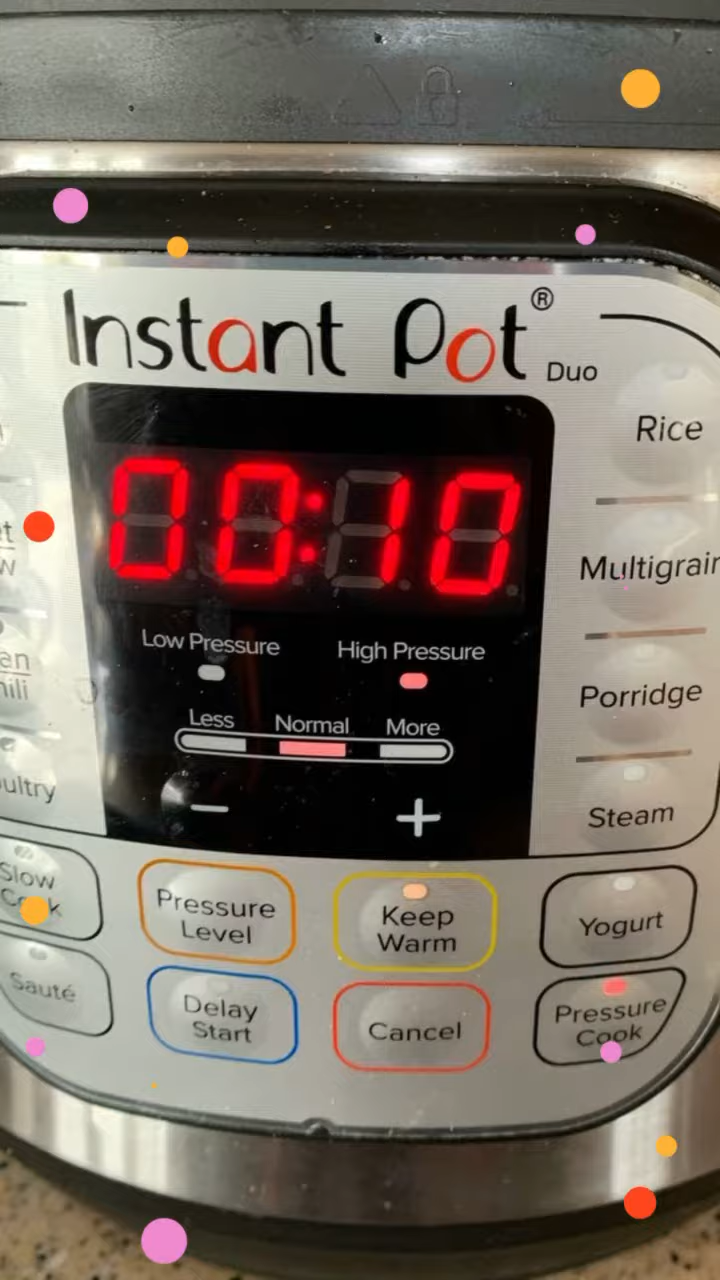 Instant Pot®
Duo
00:10
Low Pressure
High Pressure
Less
Normal
More
−
+
Rice
Multigrain
Porridge
Steam
Slow
Pressure
Level
Keep
Warm
Yogurt
Sauté
Delay
Start
Cancel
Pressure
Cook